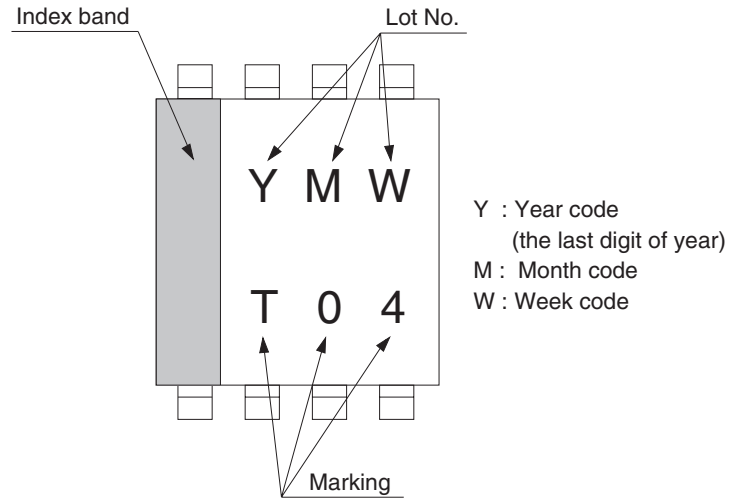 Index band
Lot No.
Y M W
Y : Year code
(the last digit of year)
M : Month code
W : Week code
T 0 4
Marking